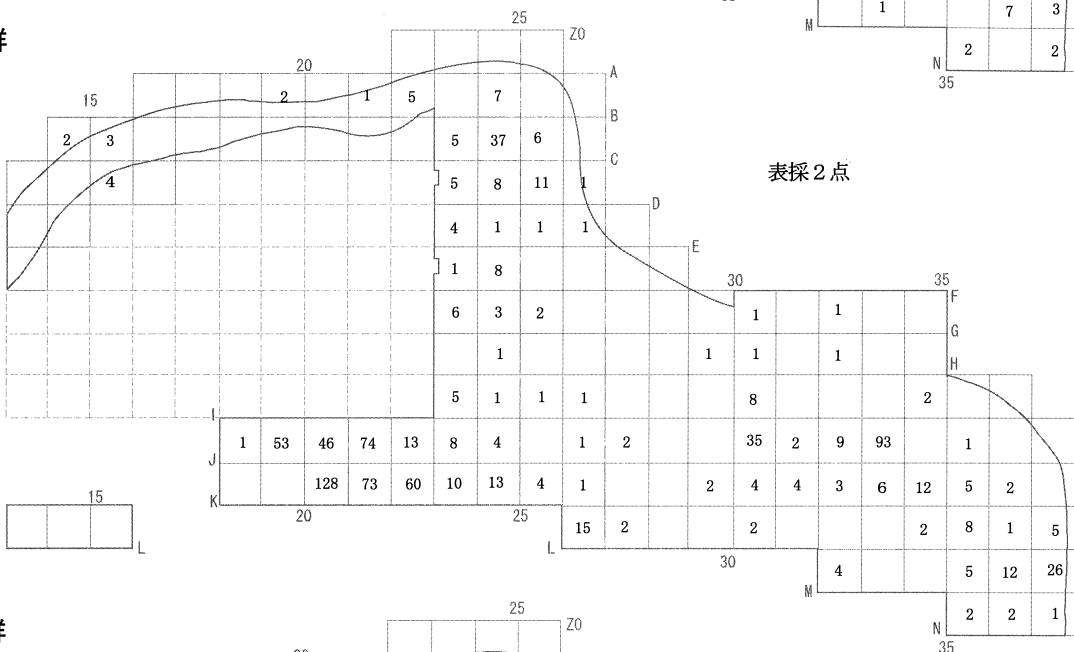 1 7 3
M
2 2
N
35
25
Z0
20
A
2 1 5 7
15
B
2 3 5 37 6
C
4 5 8 11 1
表採2点
D
4 1 1 1
E
1 8
30 35
F
6 3 2 1 1
G
1 1 1 1
H
5 1 1 1 8 2
I
1 53 46 74 13 8 4 1 2 35 2 9 93 1
J
128 73 60 10 13 4 1 2 4 4 3 6 12 5 2
K
15 20 25
15 2 2 2 8 1 5
L L 30
4 5 12 26
M
25
Z0
2 2 1
N
35